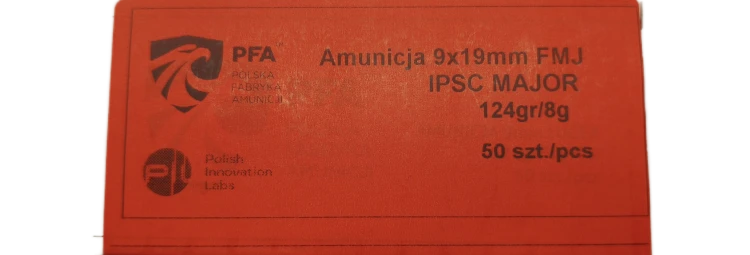 PFA
POLSKA
FABRYKA
AMUNICJI
Amunicja 9x19mm FMJ
IPSC MAJOR
124gr/8g
50 szt./pcs
Polish
Innovation
Labs